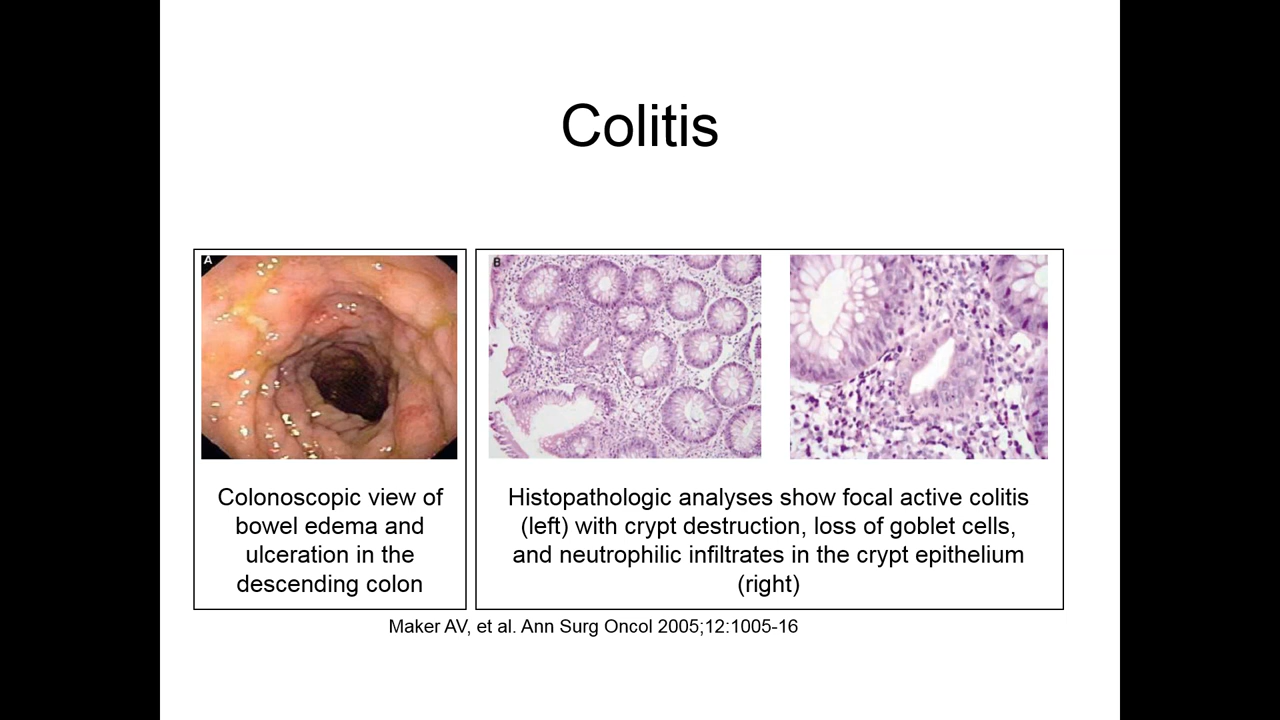 Colitis
A
B
Colonoscopic view of
bowel edema and
ulceration in the
descending colon
Histopathologic analyses show focal active colitis
(left) with crypt destruction, loss of goblet cells,
and neutrophilic infiltrates in the crypt epithelium
(right)
Maker AV, et al. Ann Surg Oncol 2005;12:1005-16